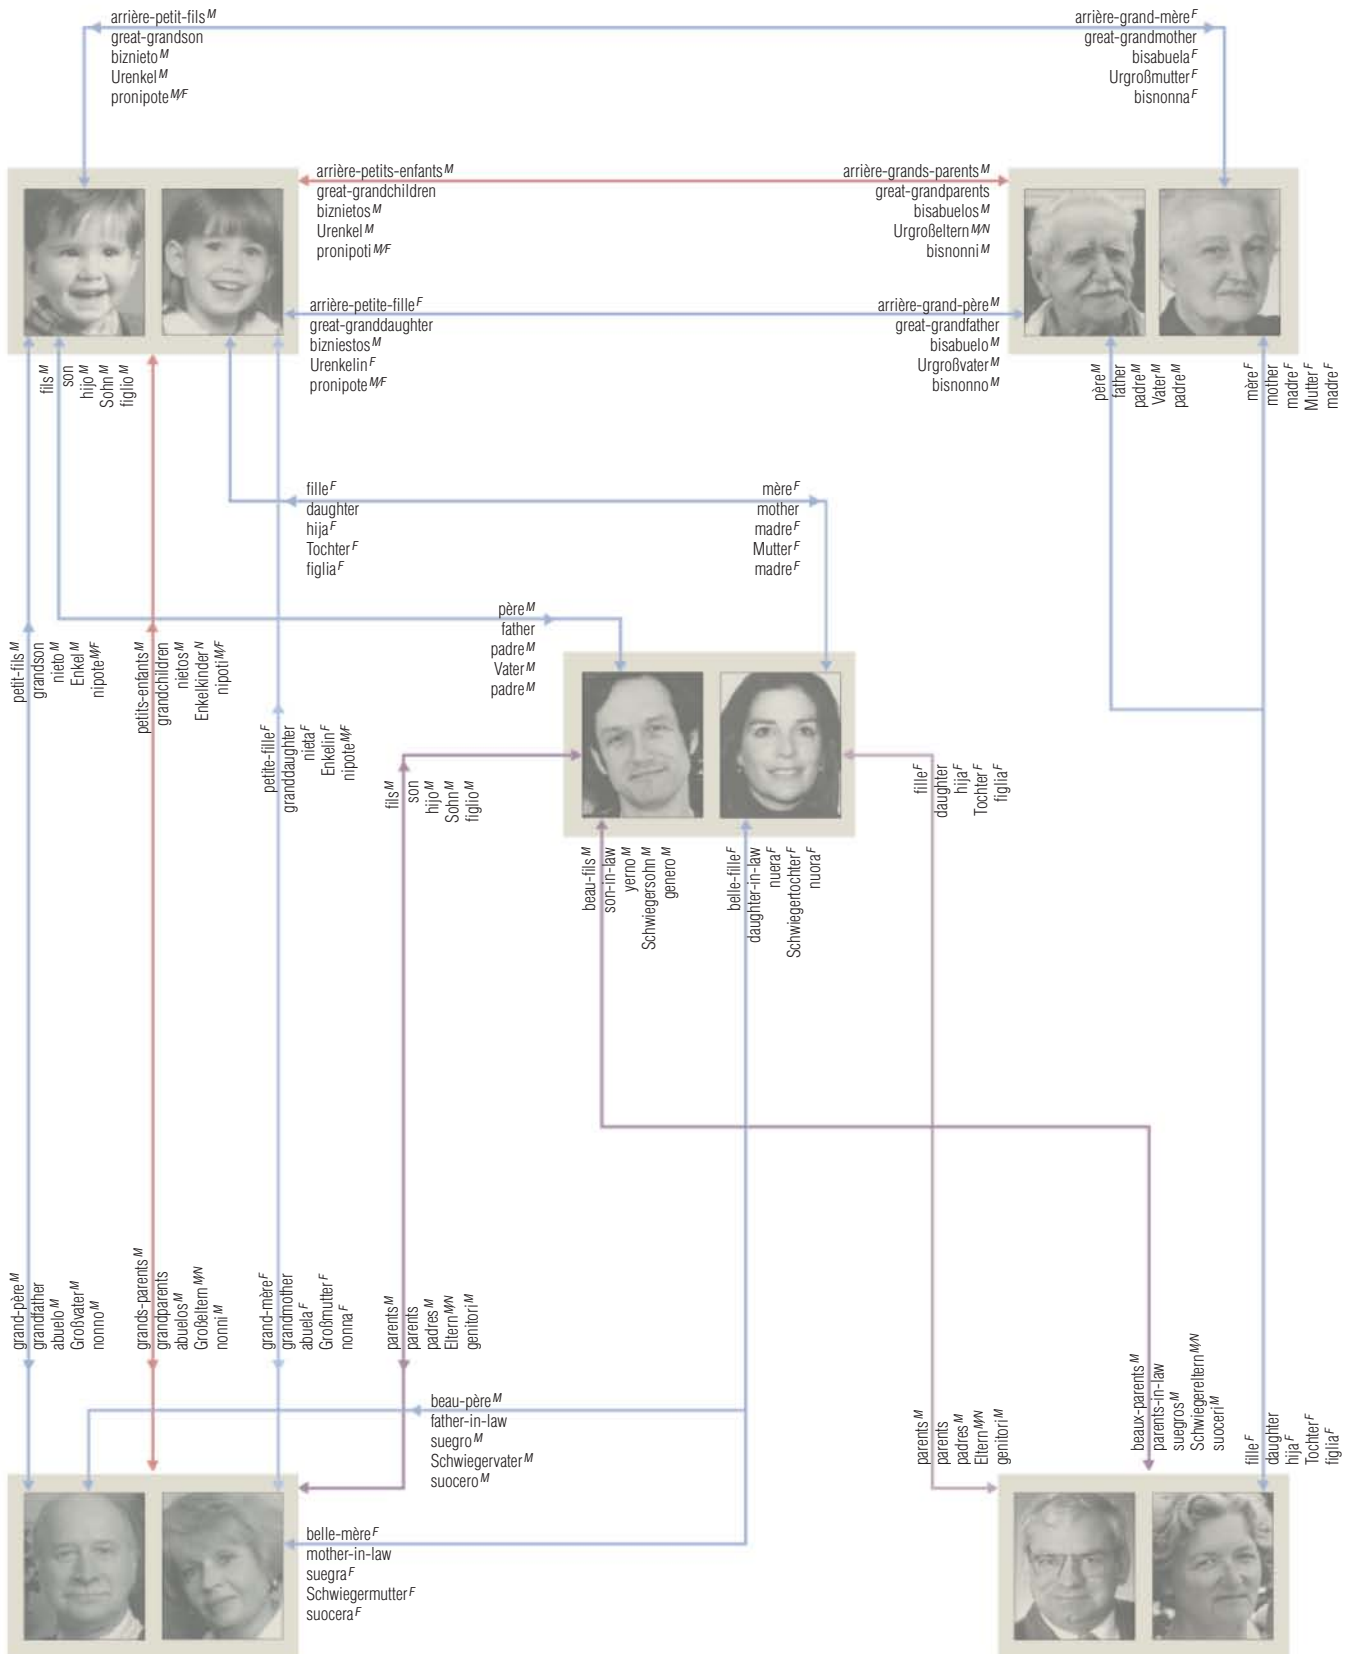 arrière-petit-fils M
great-grandson
biznieto M
Urenkel M
pronipote M/F
arrière-grand-mère F
great-grandmother
bisabuela F
Urgroßmutter F
bisnonna F
arrière-petits-enfants M
great-grandchildren
biznietos M
Urenkel M
pronipoti M/F
arrière-grands-parents M
great-grandparents
bisabuelos M
Urgroßeltern M/N
bisnonni M
arrière-petite-fille F
great-granddaughter
bizniestos M
Urenkelin F
pronipote M/F
arrière-grand-père M
great-grandfather
bisabuelo M
Urgroßvater M
bisnonno M
fils M
son
hijo M
Sohn M
figlio M
père M
father
padre M
Vater M
padre M
mère F
mother
madre F
Mutter F
madre F
fille F
daughter
hija F
Tochter F
figlia F
mère F
mother
madre F
Mutter F
madre F
père M
father
padre M
Vater M
padre M
petit-fils M
grandson
nieto M
Enkel M
nipote M/F
petits-enfants M
grandchildren
nietos M
Enkelkinder N
nipoti M/F
petite-fille F
granddaughter
nieta F
Enkelin F
nipote M/F
fils M
son
hijo M
Sohn M
figlio M
fille F
daughter
hija F
Tochter F
figlia F
beau-fils M
son-in-law
yerno M
Schwiegersohn M
genero M
belle-fille F
daughter-in-law
nuera F
Schwiegertochter F
nuora F
grand-père M
grandfather
abuelo M
Großvater M
nonno M
grands-parents M
grandparents
abuelos M
Großeltern M/N
nonni M
grand-mère F
grandmother
abuela F
Großmutter F
nonna F
parents M
parents
padres M
Eltern M/N
genitori M
beau-père M
father-in-law
suegro M
Schwiegervater M
suocero M
parents M
parents
padres M
Eltern M/N
genitori M
beaux-parents M
parents-in-law
suegros M
Schwiegereltern M/N
suoceri M
fille F
daughter
hija F
Tochter F
figlia F
belle-mère F
mother-in-law
suegra F
Schwiegermutter F
suocera F